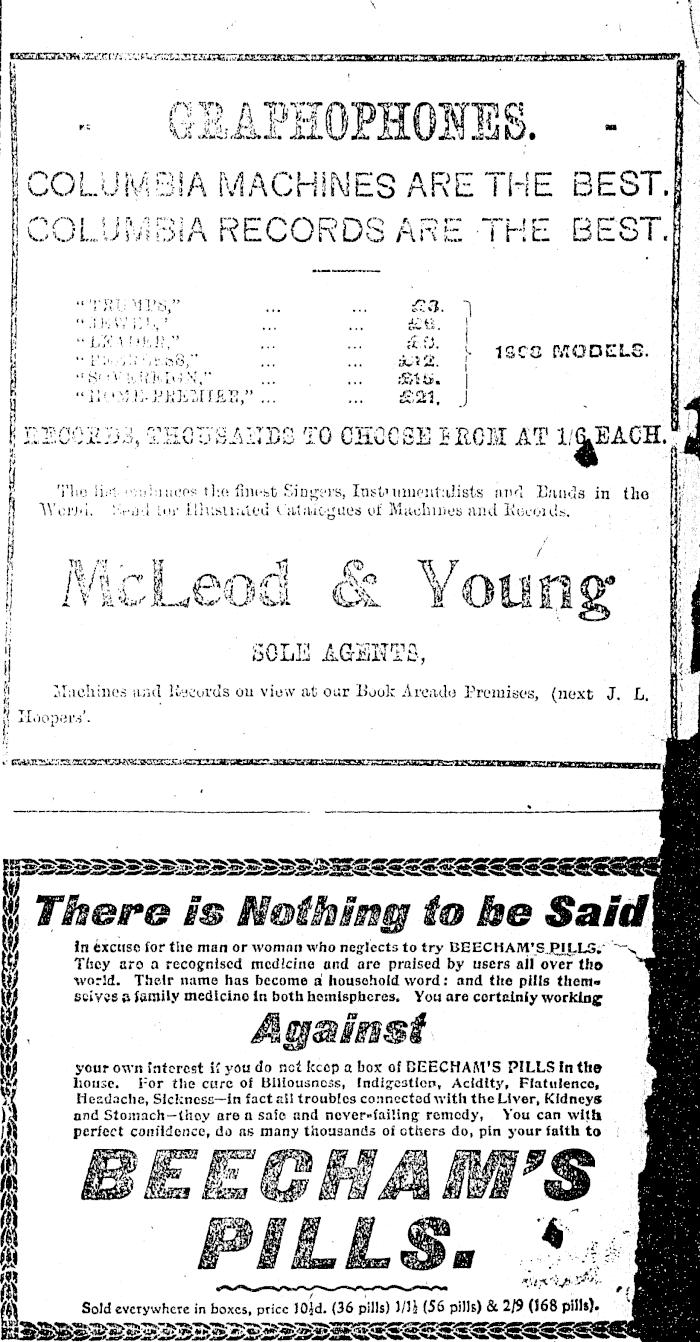 GRAPHOPHONES.
COLUMBIA MACHINES ARE THE BEST.
COLUMBIA RECORDS ARE THE BEST.
"TRUMPS," ... ... £3.
"JEWEL," ... ...
"LEADER," ... ...
"PRINCESS," ... ... £12.
"SOVEREIGN," ... ... £15.
"HOME-PREMIER," ... ... £21.
MODELS.
RECORDS, THOUSANDS TO CHOOSE FROM AT 1/6 EACH.
The list embraces the finest Singers, Instrumentalists and Bands in the
World. Send for Illustrated Catalogues of Machines and Records.
McLeod & Young
SOLE AGENTS,
Machines and Records on view at our Book Arcade Premises, (next J. L.
Hoopers'.
There is Nothing to be Said
In excuse for the man or woman who neglects to try BEECHAM'S PILLS.
They are a recognised medicine and are praised by users all over the
world. Their name has become a household word: and the pills them-
selves a family medicine in both hemispheres. You are certainly working
Against
your own interest if you do not keep a box of BEECHAM'S PILLS in the
house. For the cure of Biliousness, Indigestion, Acidity, Flatulence,
Headache, Sickness—in fact all troubles connected with the Liver, Kidneys
and Stomach—they are a safe and never-failing remedy, You can with
perfect confidence, do as many thousands of others do, pin your faith to
BEECHAM'S
PILLS.
Sold everywhere in boxes, price 10½d. (36 pills) 1/1½ (56 pills) & 2/9 (168 pills).